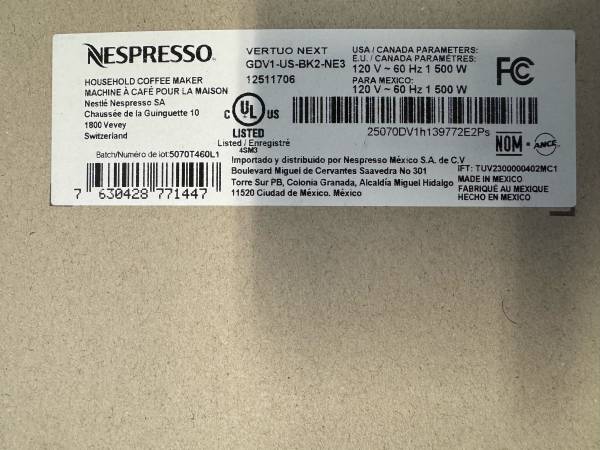 NESPRESSO.
HOUSEHOLD COFFEE MAKER
MACHINE À CAFÉ POUR LA MAISON
Nestlé Nespresso SA
Chaussée de la Guinguette 10
1800 Vevey
Switzerland
Batch/Numéro de lot:5070T460L1
7 630428 771447
VERTUO NEXT
GDV1-US-BK2-NE3
12511706
C UL US
LISTED
Listed / Enregistré
4SM3
USA / CANADA PARAMETERS:
E.U./ CANADA PARAMÈTRES:
120 V ~ 60 Hz 1 500 W
PARA MEXICO:
120 V ~ 60 Hz 1 500 W
FC
25070DV1h139772E2Ps
NOM - ANCE
Importado y distribuido por Nespresso México S.A. de C.V
Boulevard Miguel de Cervantes Saavedra No 301
Torre Sur PB, Colonia Granada, Alcaldía Miguel Hidalgo
11520 Ciudad de México. México
IFT: TUV2300000402MC1
MADE IN MEXICO
FABRIQUÉ AU MEXIQUE
HECHO EN MEXICO